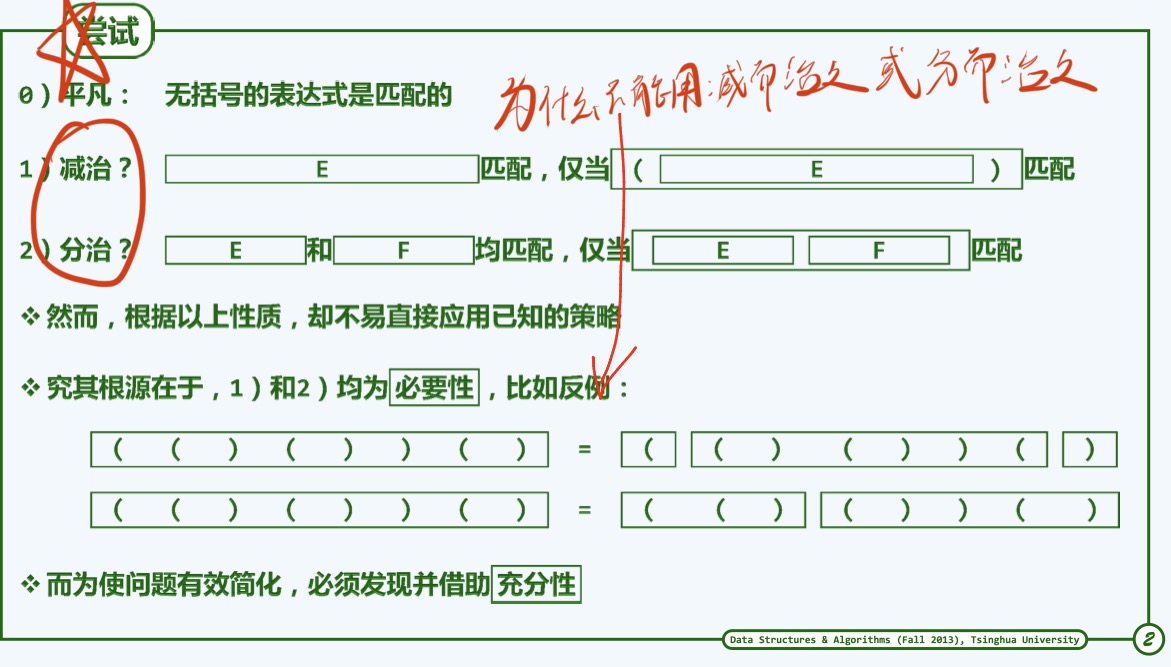 尝试
为什么不能用减而治之或分而治之
0）平凡： 无括号的表达式是匹配的
1）减治？ E 匹配，仅当 ( E ) 匹配
2）分治？ E 和 F 均匹配，仅当 E F 匹配
❖ 然而，根据以上性质，却不易直接应用已知的策略
❖ 究其根源在于，1）和2）均为必要性，比如反例：
( ( ) ( ) ) ( ) = ( ( ) ( ) ) ( )
( ( ) ( ) ) ( ) = ( ( ) ( ) ) ( )
❖ 而为使问题有效简化，必须发现并借助充分性
Data Structures & Algorithms (Fall 2013), Tsinghua University
2